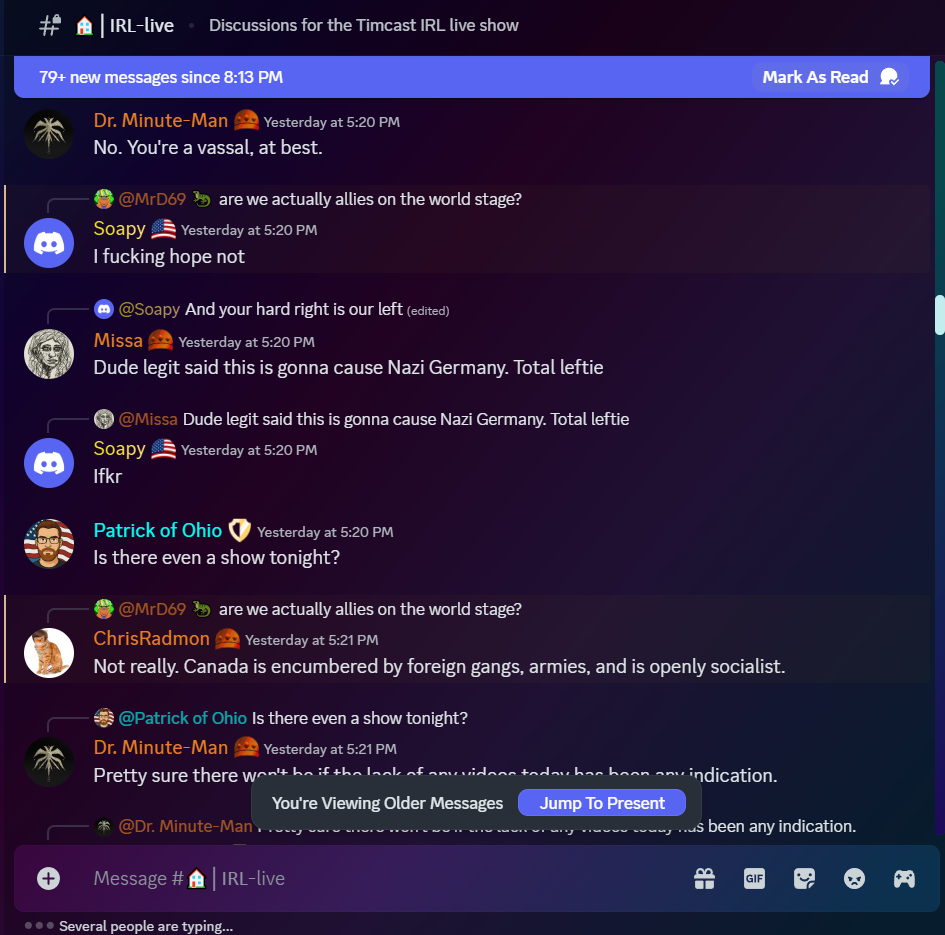 IRL-live • Discussions for the Timcast IRL live show
79+ new messages since 8:13 PM Mark As Read
Dr. Minute-Man Yesterday at 5:20 PM
No. You're a vassal, at best.
@MrD69 are we actually allies on the world stage?
Soapy Yesterday at 5:20 PM
I fucking hope not
@Soapy And your hard right is our left (edited)
Missa Yesterday at 5:20 PM
Dude legit said this is gonna cause Nazi Germany. Total leftie
@Missa Dude legit said this is gonna cause Nazi Germany. Total leftie
Soapy Yesterday at 5:20 PM
Ifkr
Patrick of Ohio Yesterday at 5:20 PM
Is there even a show tonight?
@MrD69 are we actually allies on the world stage?
ChrisRadmon Yesterday at 5:21 PM
Not really. Canada is encumbered by foreign gangs, armies, and is openly socialist.
@Patrick of Ohio Is there even a show tonight?
Dr. Minute-Man Yesterday at 5:21 PM
Pretty sure there won't be if the lack of any videos today has been any indication.
You're Viewing Older Messages Jump To Present
@Dr. Minute-Man Pretty sure there won't be if the lack of any videos today has been any indication.
Message # | IRL-live GIF
Several people are typing...